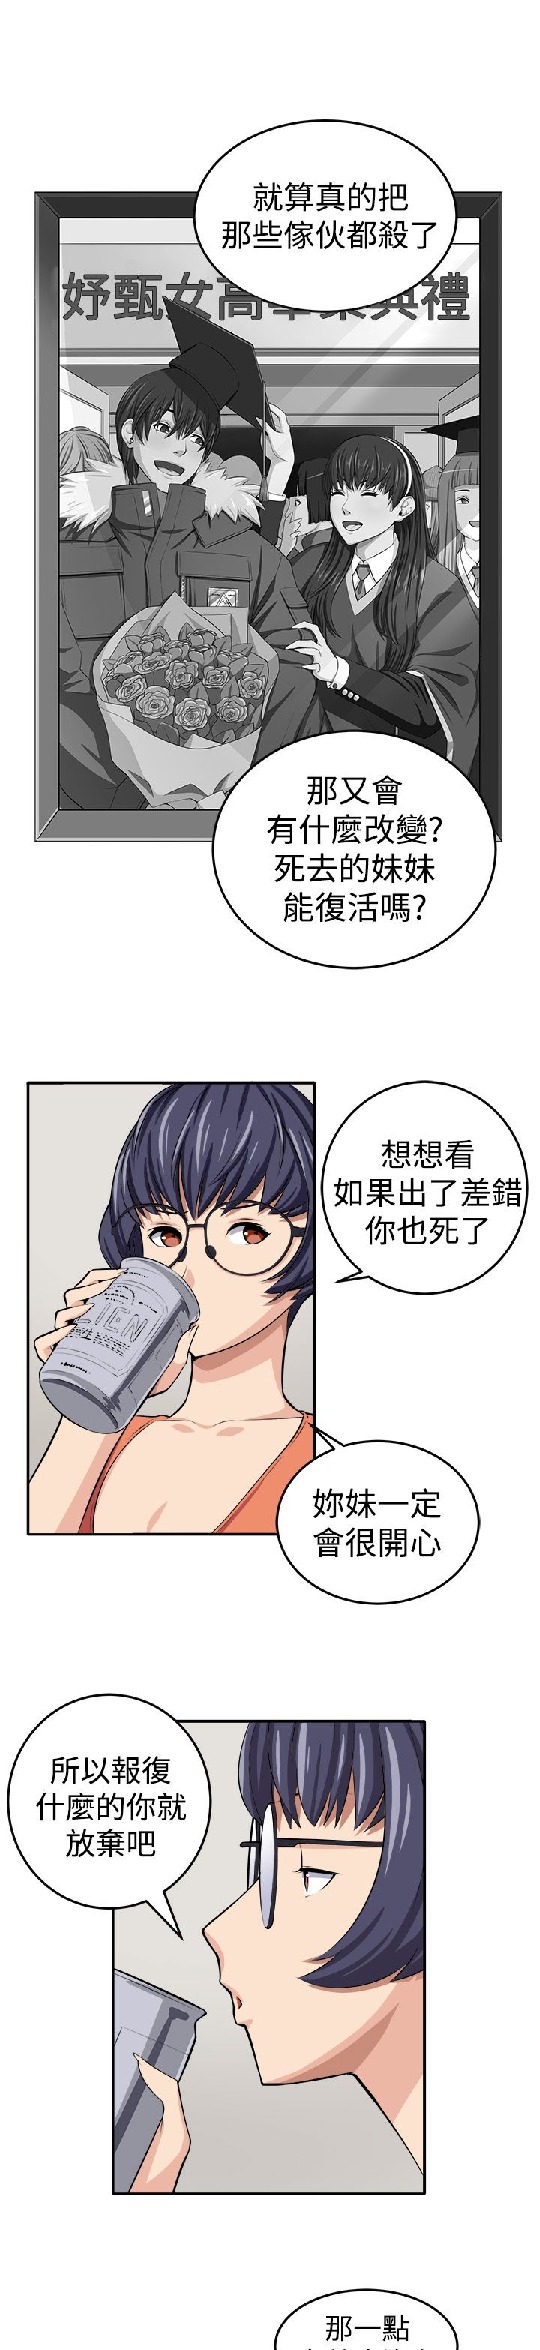 就算真的把
那些傢伙都殺了
妤甄女高畢業典禮
那又會
有什麼改變?
死去的妹妹
能復活嗎?
想想看
如果出了差錯
你也死了
妳妹一定
會很開心
所以報復
什麼的你就
放棄吧
那一點